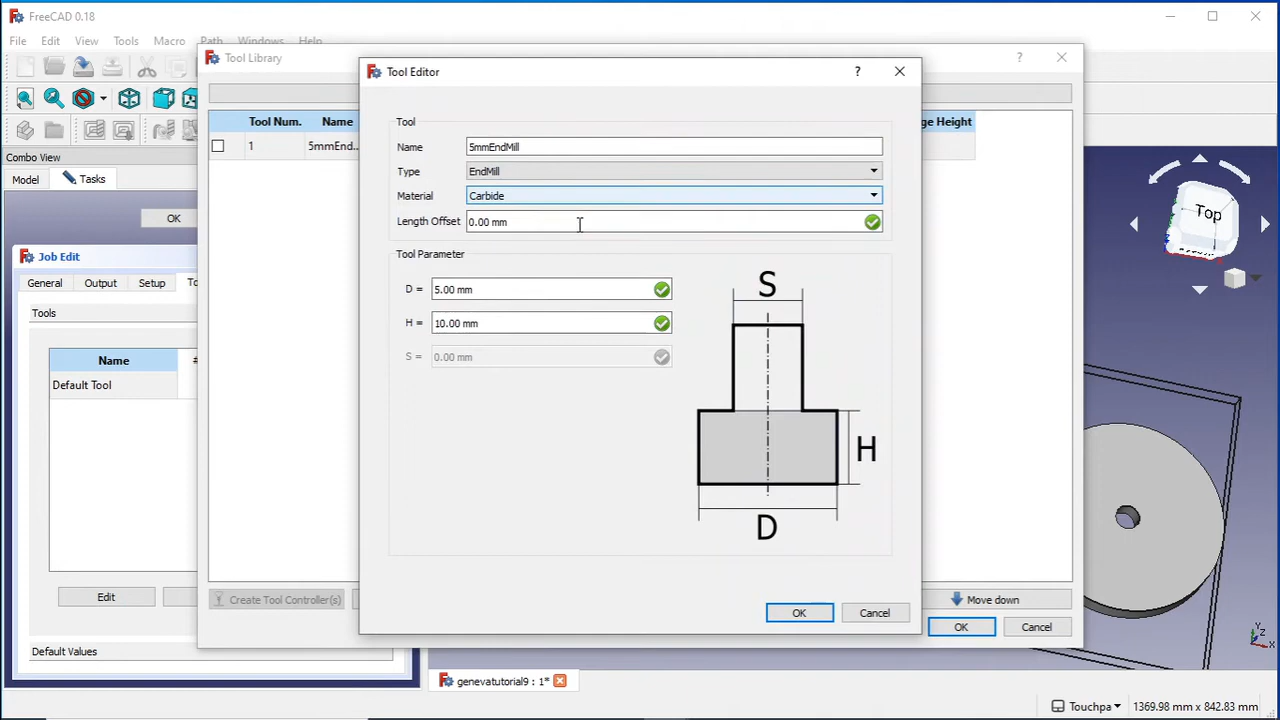 FreeCAD 0.18
File Edit View Tools Macro Path Windows Help
Tool Library ?
Tool Editor ?
Tool Num. Name ge Height
1 5mmEnd...
Tool
Name 5mmEndMill
Type EndMill
Material Carbide
Length Offset 0.00 mm
Tool Parameter
D = 5.00 mm
H = 10.00 mm
S = 0.00 mm
S
H
D
OK Cancel
Create Tool Controller(s) Move down
OK Cancel
Combo View
Model Tasks
OK
Job Edit
General Output Setup To
Tools
Name #
Default Tool
Edit
Default Values
Top
Y
Z
X
genevatutorial9 : 1*
Touchpa 1369.98 mm x 842.83 mm